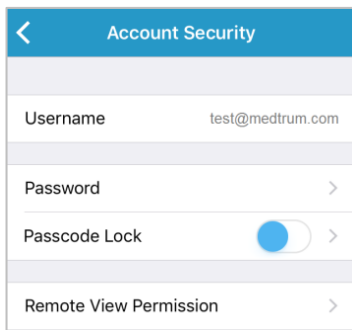 Account Security
Username test@medtrum.com
Password
Passcode Lock
Remote View Permission